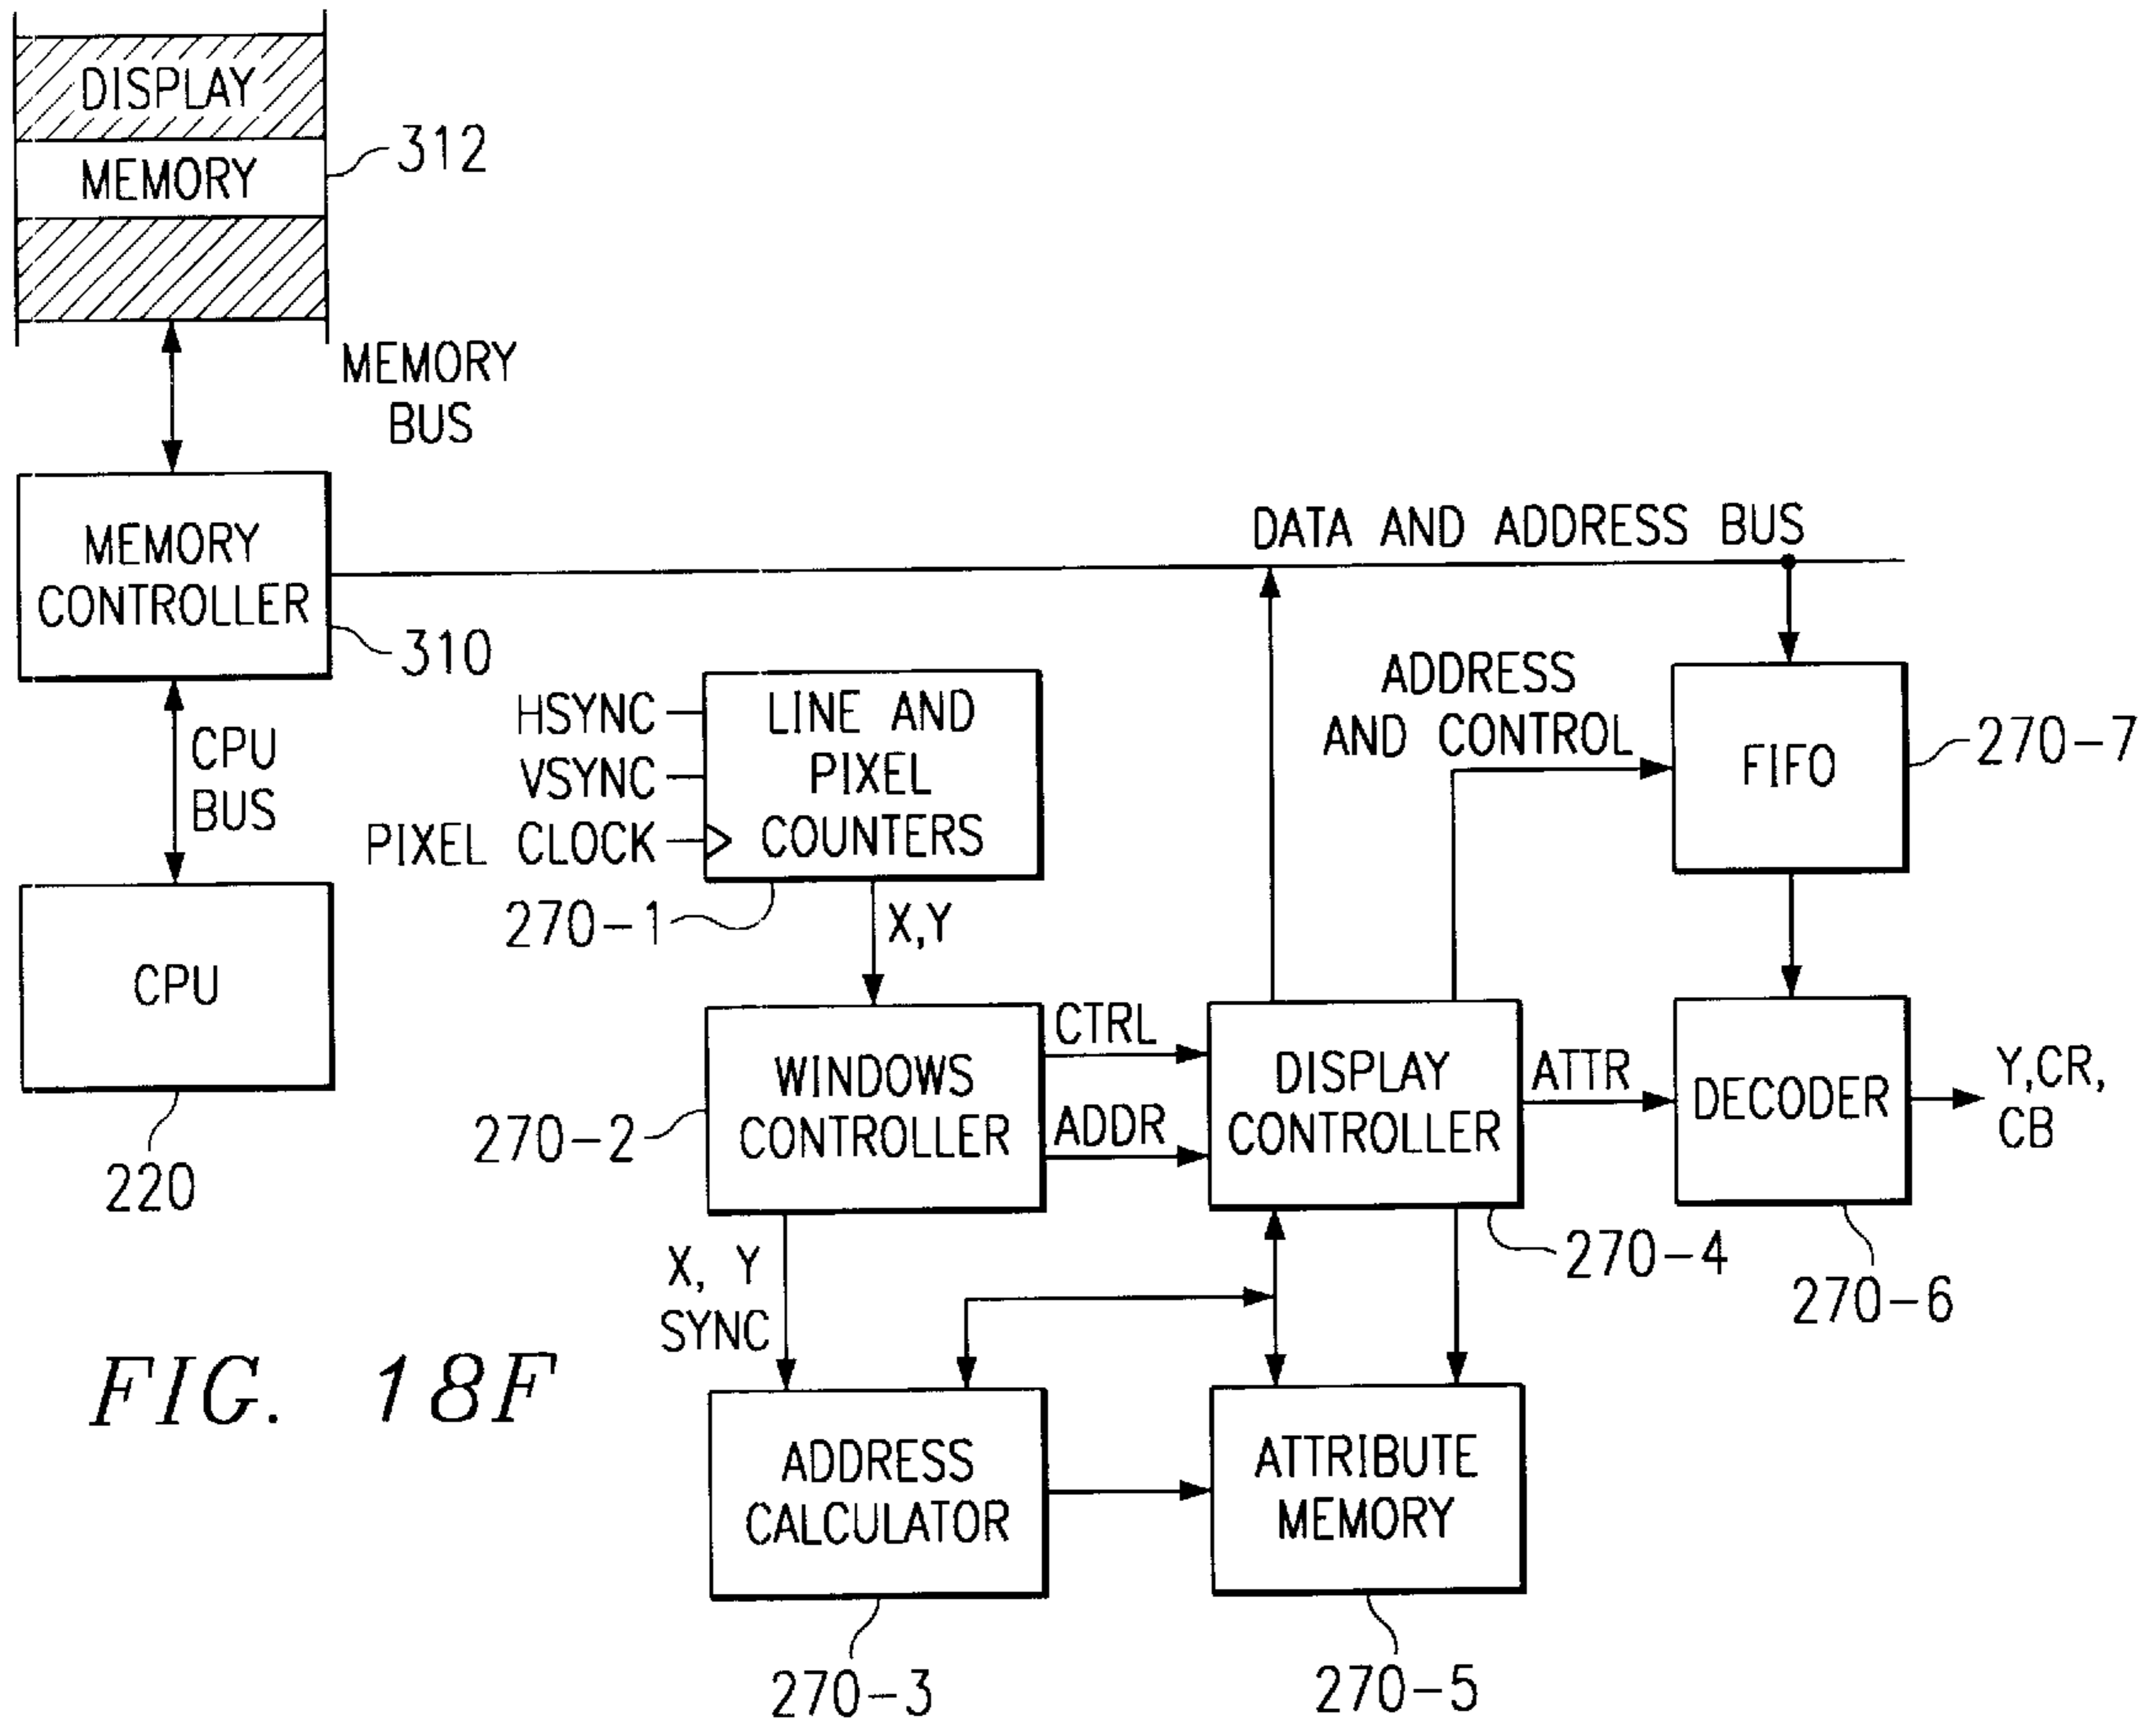 DISPLAY
MEMORY
312
MEMORY
BUS
MEMORY
CONTROLLER
310
DATA AND ADDRESS BUS
CPU
BUS
CPU
220
HSYNC
VSYNC
PIXEL CLOCK
LINE AND
PIXEL
COUNTERS
270-1
X,Y
ADDRESS
AND CONTROL
FIFO
270-7
WINDOWS
CONTROLLER
270-2
CTRL
ADDR
DISPLAY
CONTROLLER
270-4
ATTR
DECODER
270-6
Y,CR,
CB
X, Y
SYNC
ADDRESS
CALCULATOR
270-3
ATTRIBUTE
MEMORY
270-5
FIG. 18F